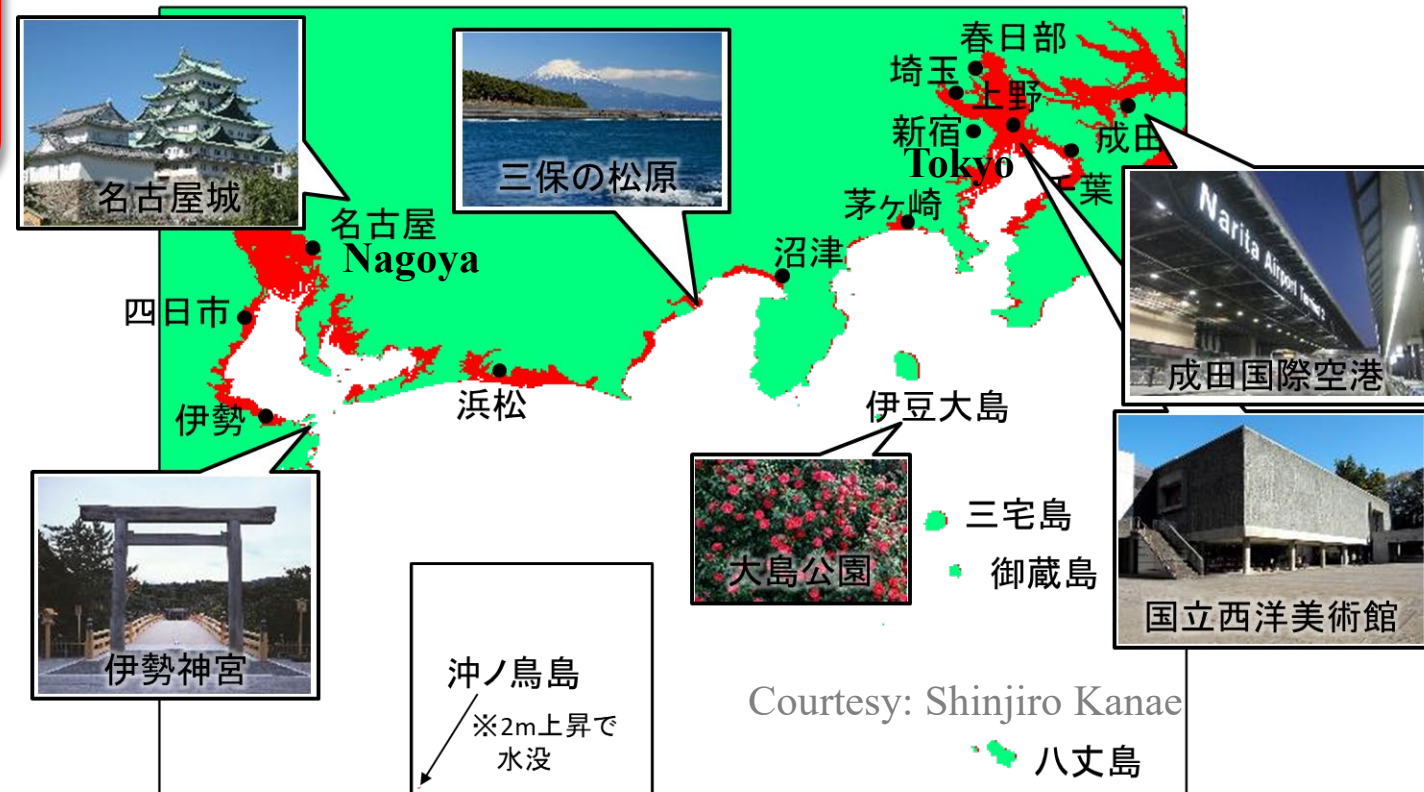 春日部
埼玉
上野
新宿
成田
Tokyo
千葉
茅ヶ崎
名古屋城
三保の松原
名古屋
Nagoya
沼津
四日市
Narita Airport Terminal 2
成田国際空港
浜松
伊豆大島
伊勢
三宅島
大島公園
御蔵島
国立西洋美術館
伊勢神宮
沖ノ鳥島
※2m上昇で
水没
Courtesy: Shinjiro Kanae
八丈島